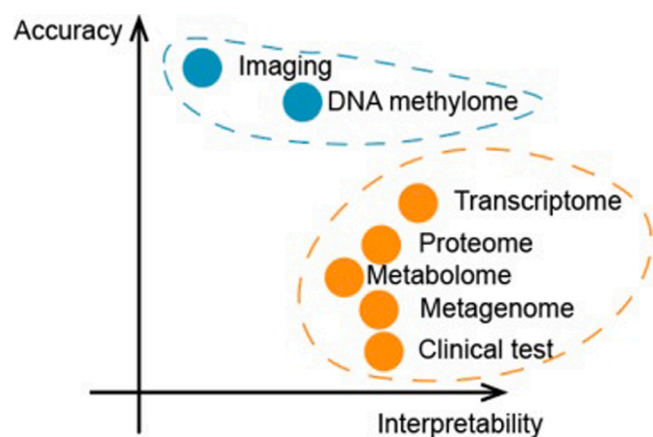 Accuracy
Imaging
DNA methylome
Transcriptome
Proteome
Metabolome
Metagenome
Clinical test
Interpretability